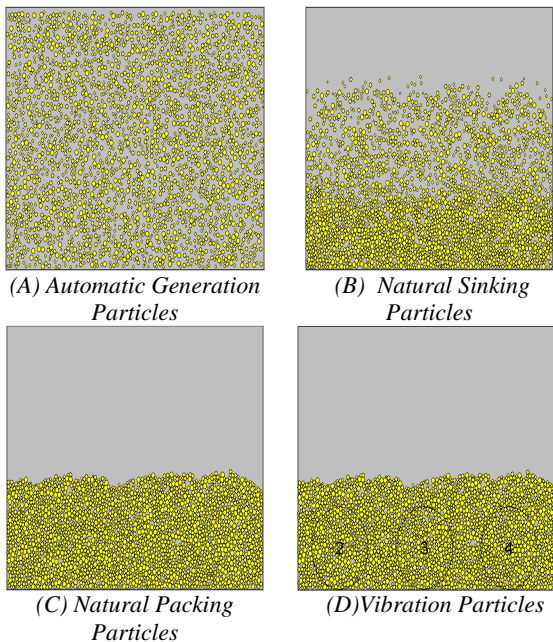 (A) Automatic Generation
Particles
(B) Natural Sinking
Particles
2
3
4
(C) Natural Packing
Particles
(D)Vibration Particles